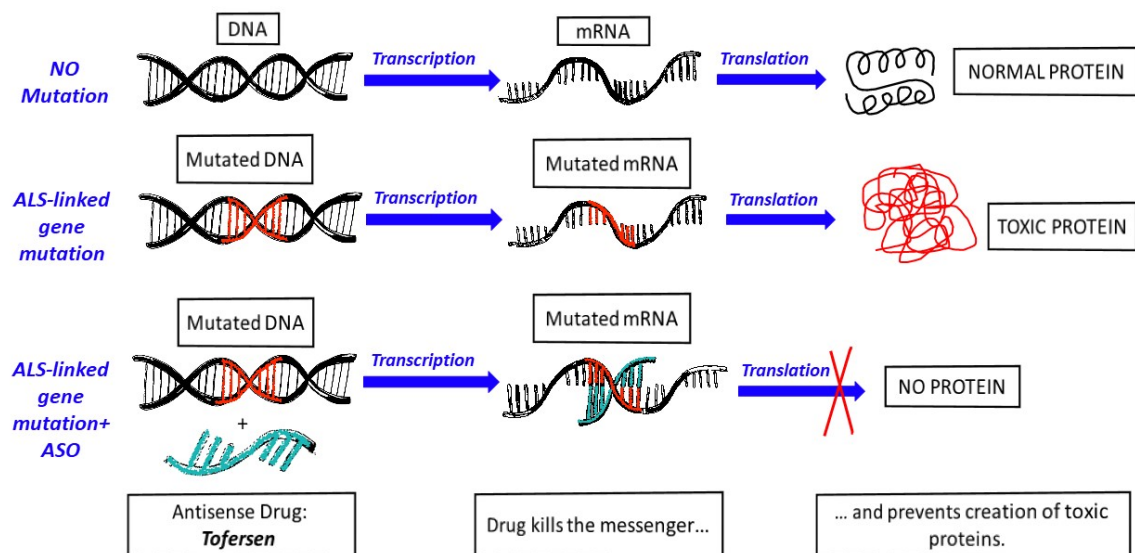 DNA
mRNA
NO
Mutation
Transcription
Translation
NORMAL PROTEIN
Mutated DNA
Mutated mRNA
ALS-linked
gene
mutation
Transcription
Translation
TOXIC PROTEIN
Mutated DNA
Mutated mRNA
ALS-linked
gene
mutation+
ASO
Transcription
Translation
NO PROTEIN
+
Antisense Drug:
Tofersen
Drug kills the messenger...
... and prevents creation of toxic
proteins.